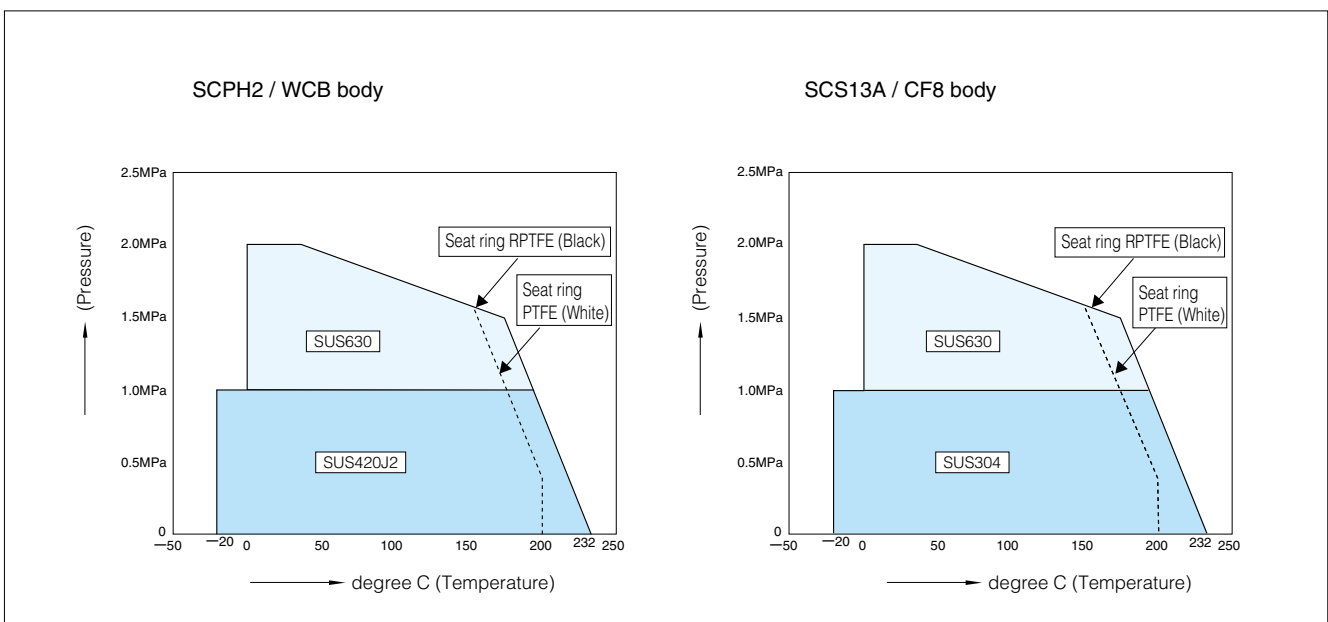 SCPH2 / WCB body
2.5MPa
2.0MPa
1.5MPa
1.0MPa
0.5MPa
0
(Pressure)
Seat ring RPTFE (Black)
Seat ring
PTFE (White)
SUS630
SUS420J2
—50 —20 0 50 100 150 200 232 250
degree C (Temperature)
SCS13A / CF8 body
2.5MPa
2.0MPa
1.5MPa
1.0MPa
0.5MPa
0
(Pressure)
Seat ring RPTFE (Black)
Seat ring
PTFE (White)
SUS630
SUS304
—50 —20 0 50 100 150 200 232 250
degree C (Temperature)